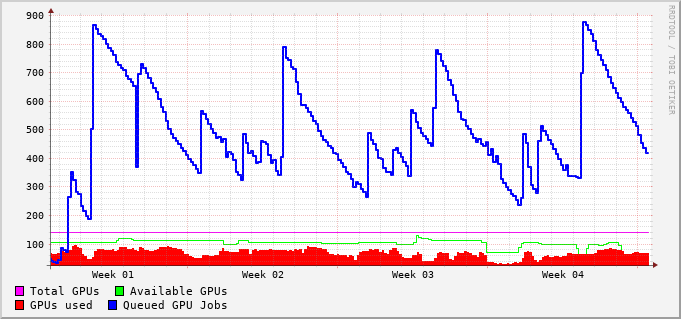 900
800
700
600
500
400
300
200
100
Week 01 Week 02 Week 03 Week 04
Total GPUs Available GPUs
GPUs used Queued GPU Jobs
RRDTOOL / TOBI OETIKER